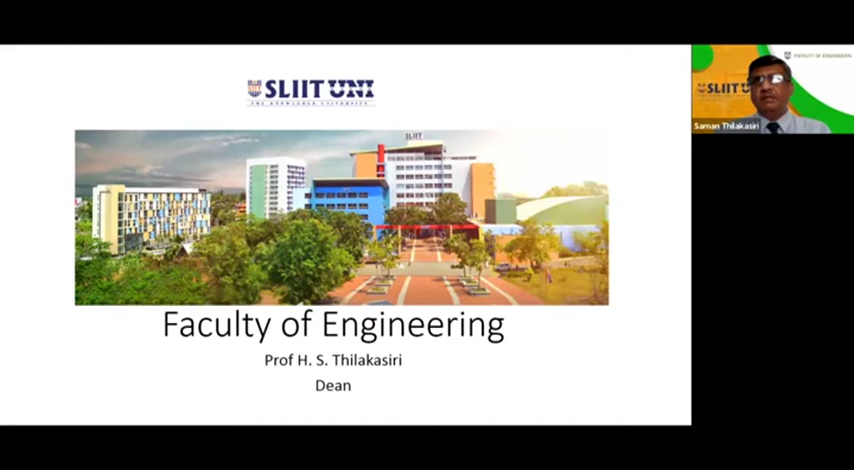 SLIIT UNI
THE KNOWLEDGE UNIVERSITY
SLIIT
Faculty of Engineering
Prof H. S. Thilakasiri
Dean
SLIIT U
FACULTY OF ENGINEERING
Saman Thilakasiri